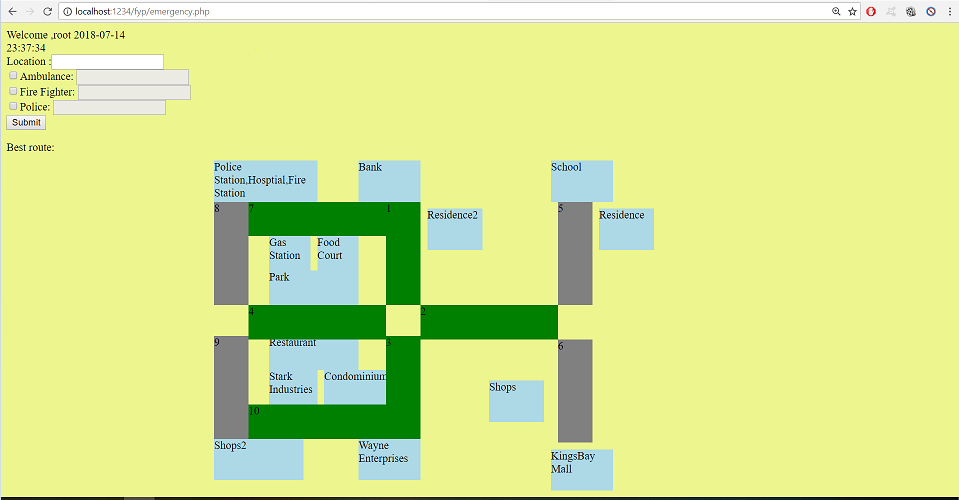 localhost:1234/fyp/emergency.php
Welcome ,root 2018-07-14
23:37:34
Location :
Ambulance:
Fire Fighter:
Police:
Submit
Best route:
Police
Station,Hosptial,Fire
Station
Bank
School
8
7
1
5
Residence2
Residence
Gas
Station
Food
Court
Park
4
2
9
Restaurant
3
6
Stark
Industries
Condominium
Shops
10
Shops2
Wayne
Enterprises
KingsBay
Mall